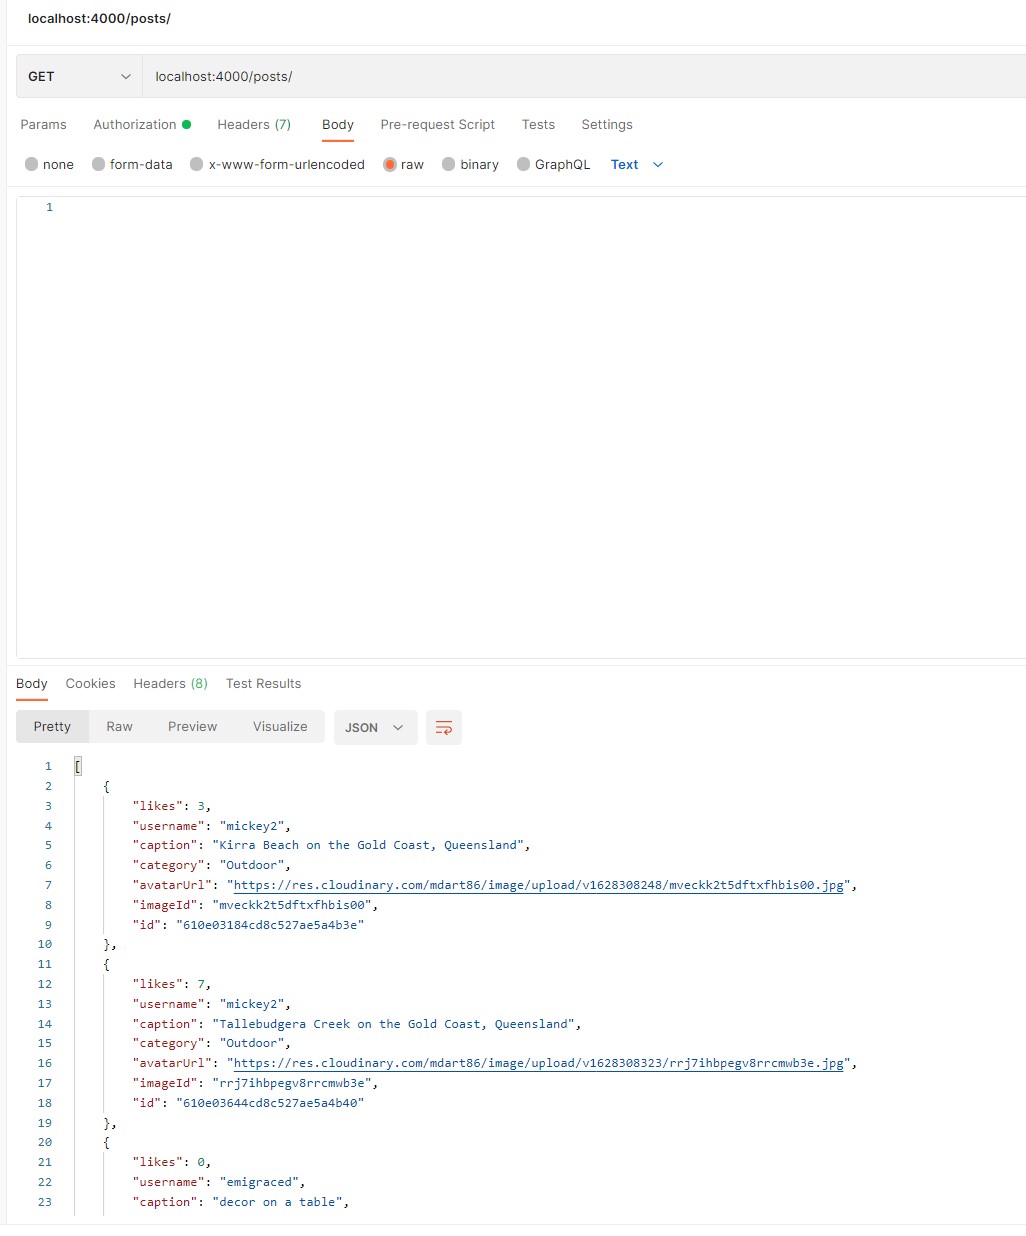 localhost:4000/posts/
GET localhost:4000/posts/
Params Authorization Headers (7) Body Pre-request Script Tests Settings
none form-data x-www-form-urlencoded raw binary GraphQL Text
1
Body Cookies Headers (8) Test Results
Pretty Raw Preview Visualize JSON
1 [
2 {
3 "likes": 3,
4 "username": "mickey2",
5 "caption": "Kirra Beach on the Gold Coast, Queensland",
6 "category": "Outdoor",
7 "avatarUrl": "https://res.cloudinary.com/mdart86/image/upload/v1628308248/mveckk2t5dftxfhbis00.jpg",
8 "imageId": "mveckk2t5dftxfhbis00",
9 "id": "610e03184cd8c527ae5a4b3e"
10 },
11 {
12 "likes": 7,
13 "username": "mickey2",
14 "caption": "Tallebudgera Creek on the Gold Coast, Queensland",
15 "category": "Outdoor",
16 "avatarUrl": "https://res.cloudinary.com/mdart86/image/upload/v1628308323/rrj7ihbpegv8rrcmwb3e.jpg",
17 "imageId": "rrj7ihbpegv8rrcmwb3e",
18 "id": "610e03644cd8c527ae5a4b40"
19 },
20 {
21 "likes": 0,
22 "username": "emigraced",
23 "caption": "decor on a table",